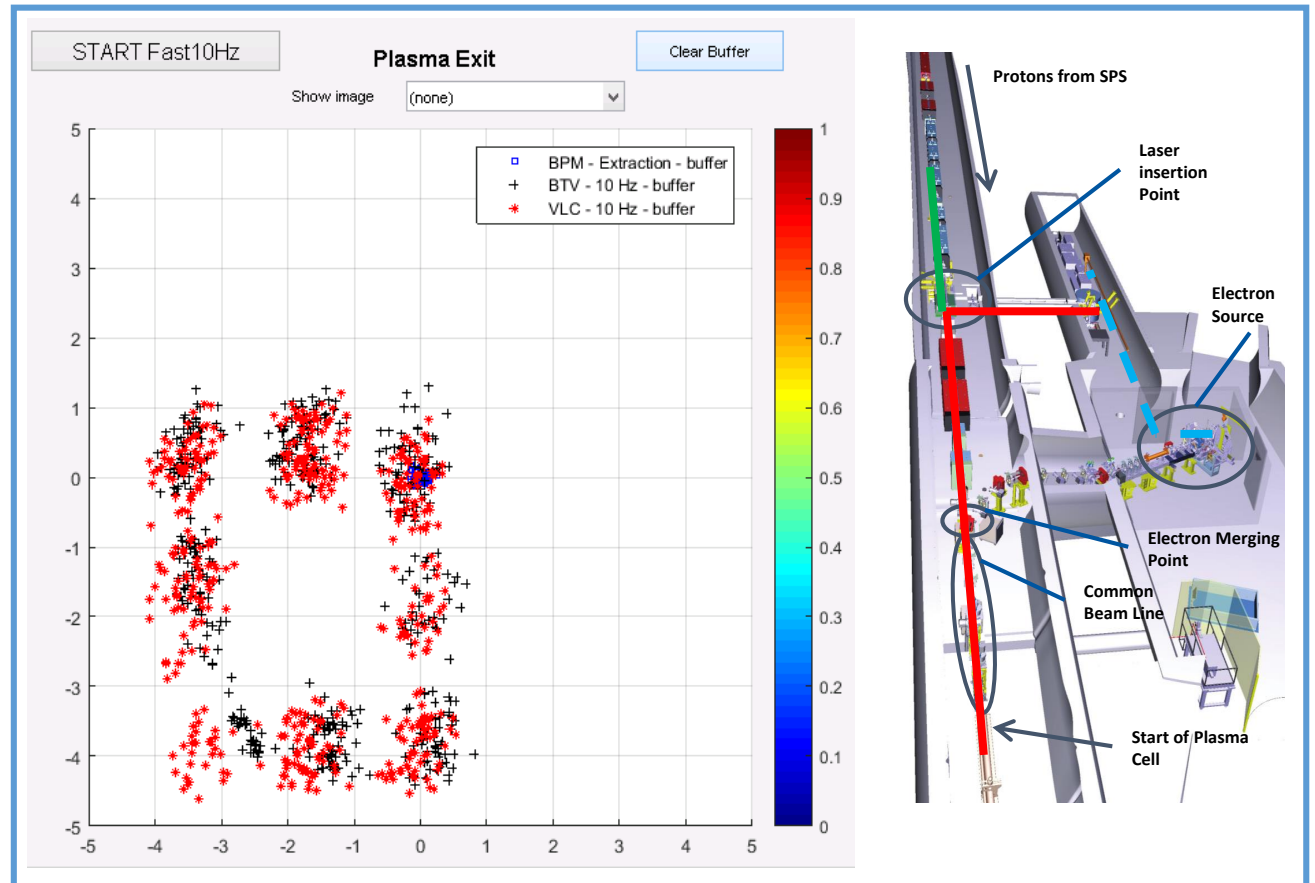 START Fast10Hz
Plasma Exit
Clear Buffer
Show image
(none)
BPM - Extraction - buffer
BTV - 10 Hz - buffer
VLC - 10 Hz - buffer
5
4
3
2
1
0
-1
-2
-3
-4
-5
-5
-4
-3
-2
-1
0
1
2
3
4
5
1
0.9
0.8
0.7
0.6
0.5
0.4
0.3
0.2
0.1
0
Protons from SPS
Laser
insertion
Point
Electron
Source
Electron Merging
Point
Common
Beam Line
Start of Plasma
Cell